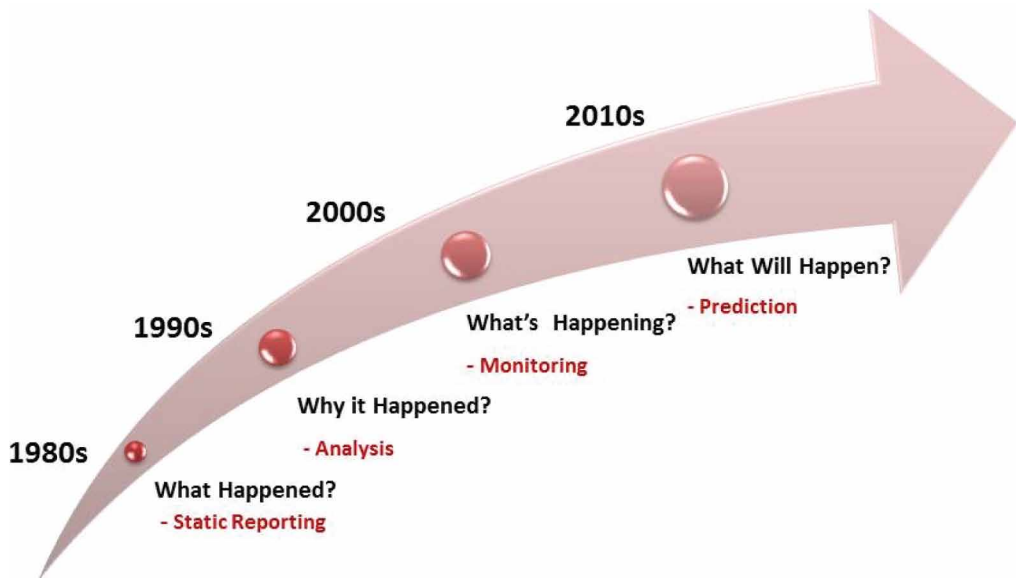 2010s
What Will Happen?
- Prediction
2000s
What's Happening?
- Monitoring
1990s
Why it Happened?
- Analysis
1980s
What Happened?
- Static Reporting